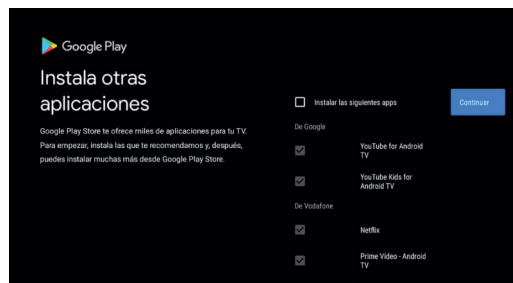 Google Play
Instala otras
aplicaciones
Google Play Store te ofrece miles de aplicaciones para tu TV.
Para empezar, instala las que te recomendamos y, después,
puedes instalar muchas más desde Google Play Store.
Instalar las siguientes apps
Continuar
De Google
YouTube for Android
TV
YouTube Kids for
Android TV
De Vodafone
Netflix
Prime Video - Android
TV